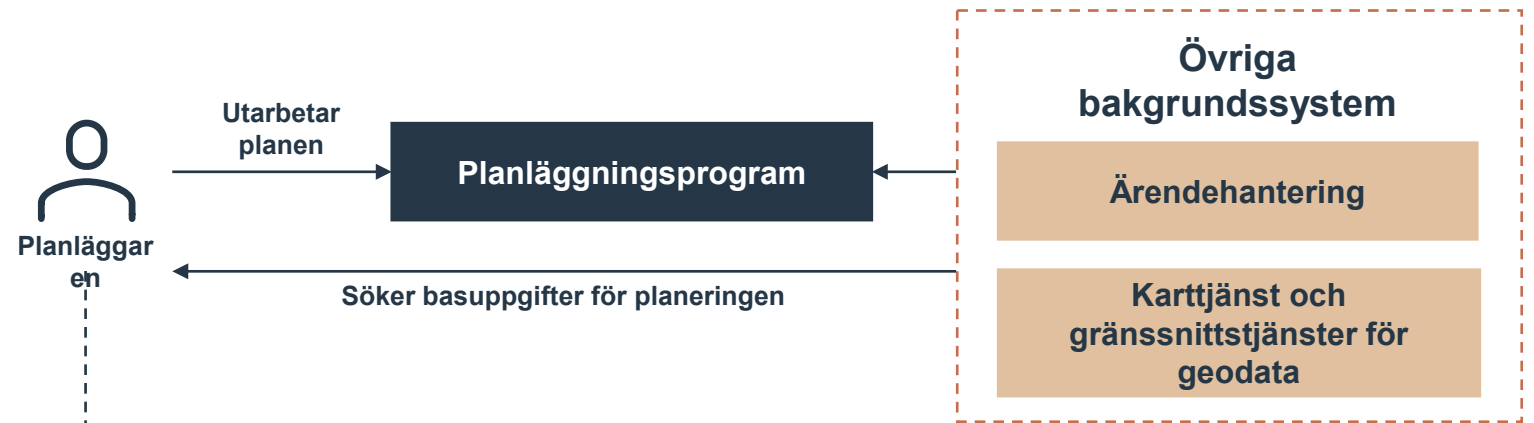 Övriga
bakgrundssystem
Utarbetar
planen
Planläggningsprogram
Ärendehantering
Planläggar
en
Söker basuppgifter för planeringen
Karttjänst och
gränssnittstjänster för
geodata